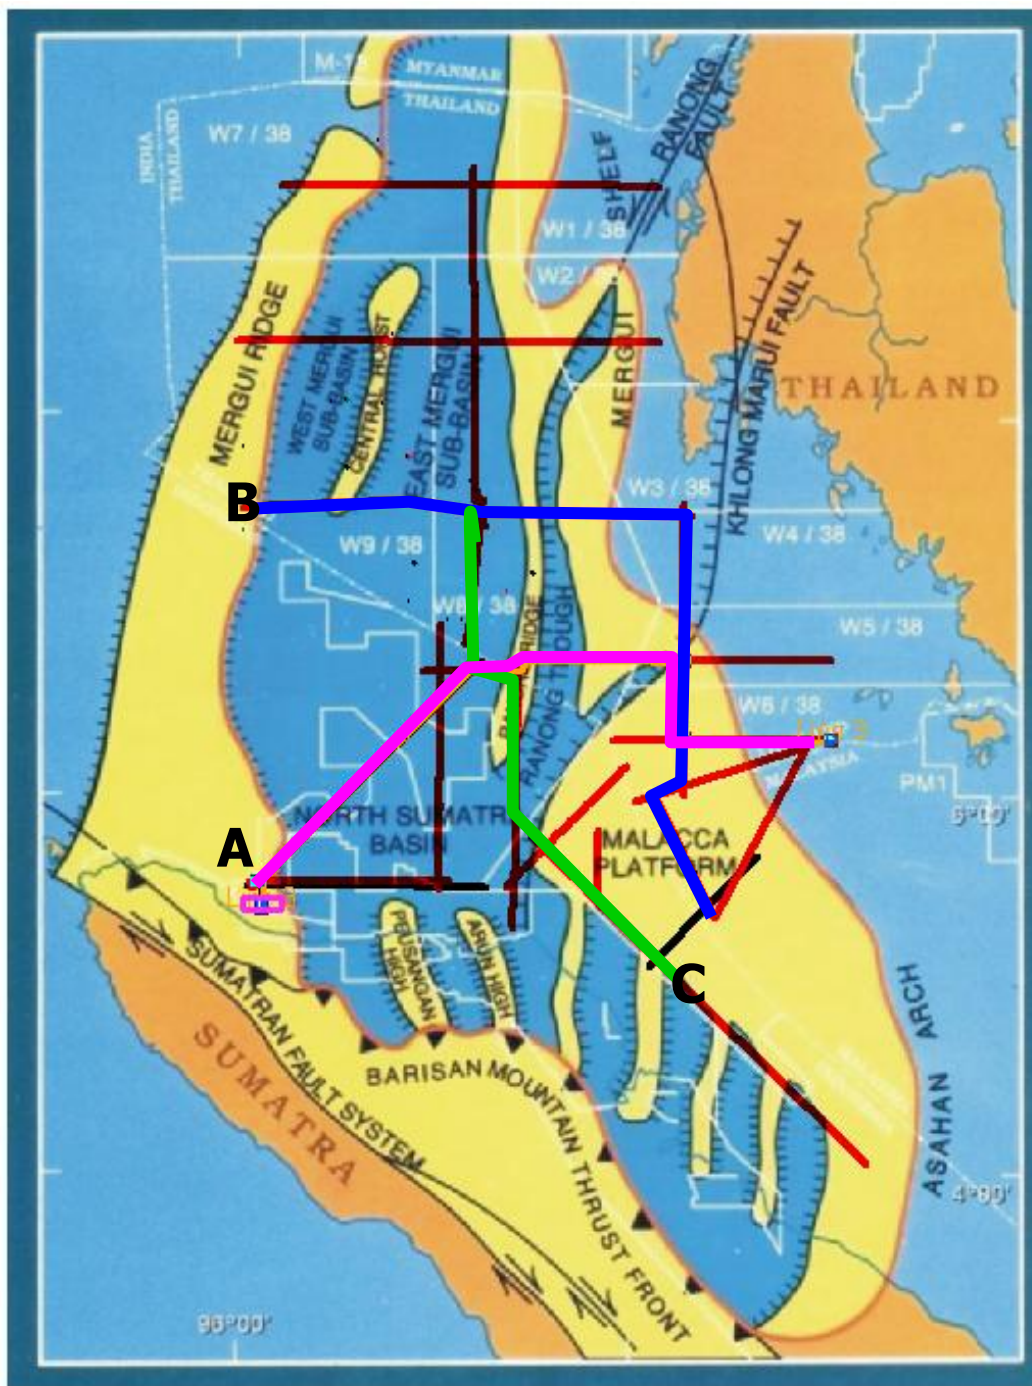 M-1
MYANMAR
THAILAND
INDIA
THAILAND
W7 / 38
RANONG
FAULT
SHELF
W1 / 38
W2 /
MERGUI RIDGE
WEST MERGUI
SUB-BASIN
CENTRAL HORST
EAST MERGUI
SUB-BASIN
MERGUI
KHLONG MARUI FAULT
THAILAND
B
W3 / 38
W4 / 38
W9 / 38
W8 / 38
RIDGE
RANONG TROUGH
W5 / 38
W6 / 38
MALAYSIA
PM1
6°00'
NORTH SUMATRA
BASIN
MALACCA
PLATFORM
A
PEUSANGAN
HIGH
ARUN HIGH
C
SUMATRAN FAULT SYSTEM
SUMATRA
BARISAN MOUNTAIN THRUST FRONT
ASAHAN ARCH
4°00'
96°00'